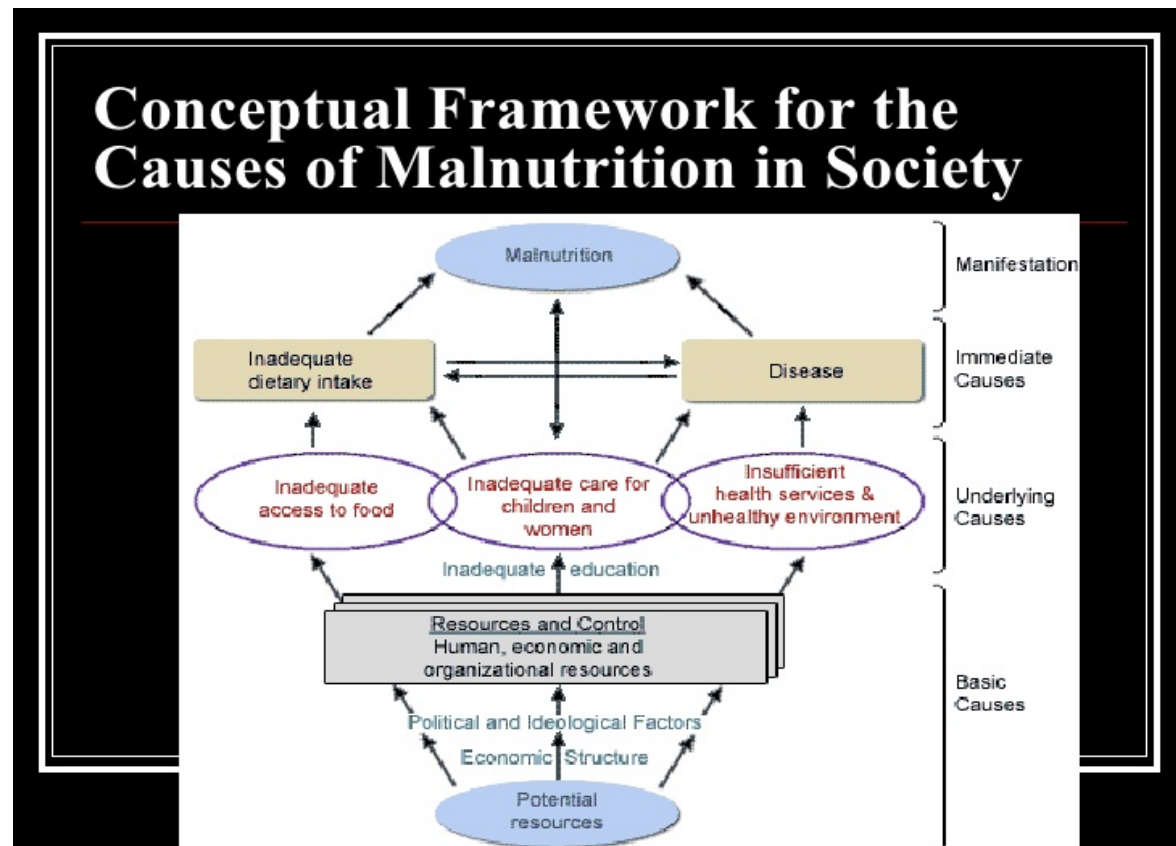 Conceptual Framework for the
Causes of Malnutrition in Society
Malnutrition
Manifestation
Inadequate
dietary intake
Disease
Immediate
Causes
Inadequate
access to food
Inadequate care for
children and
women
Insufficient
health services &
unhealthy environment
Underlying
Causes
Inadequate education
Resources and Control
Human, economic and
organizational resources
Basic
Causes
Political and Ideological Factors
Economic Structure
Potential
resources